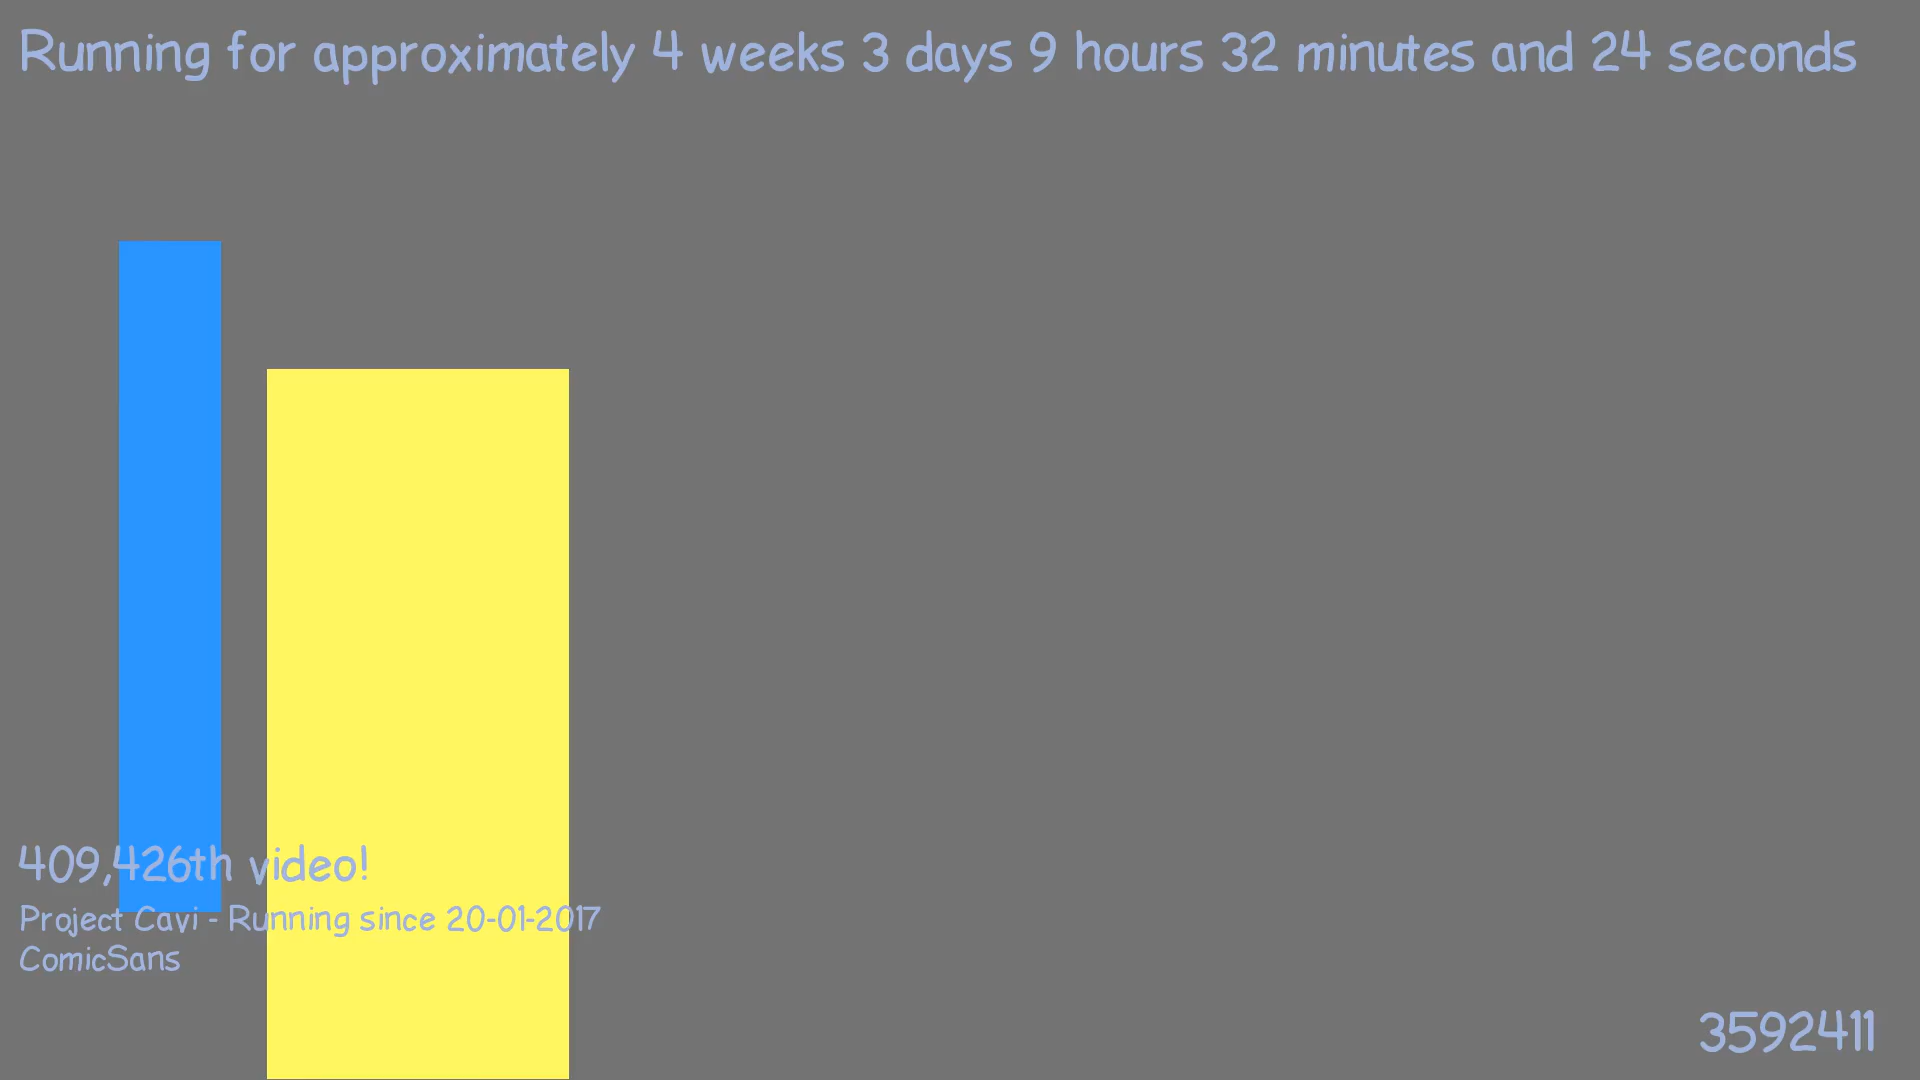 Running for approximately 4 weeks 3 days 9 hours 32 minutes and 24 seconds
409,426th video!
Project Cavi - Running since 20-01-2017
ComicSans
3592411